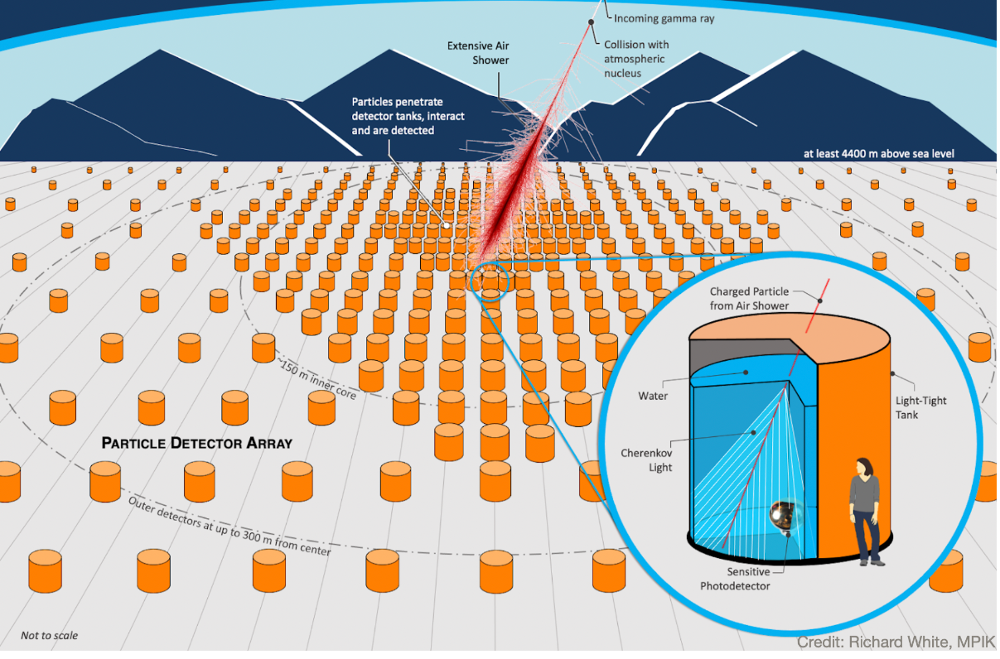 Incoming gamma ray
Extensive Air
Shower
Collision with
atmospheric
nucleus
Particles penetrate
detector tanks, interact
and are detected
at least 4400 m above sea level
Charged Particle
from Air Shower
~150 m inner core
Water
Light-Tight
Tank
PARTICLE DETECTOR ARRAY
Cherenkov
Light
Outer detectors at up to 300 m from center
Sensitive
Photodetector
Not to scale
Credit: Richard White, MPIK